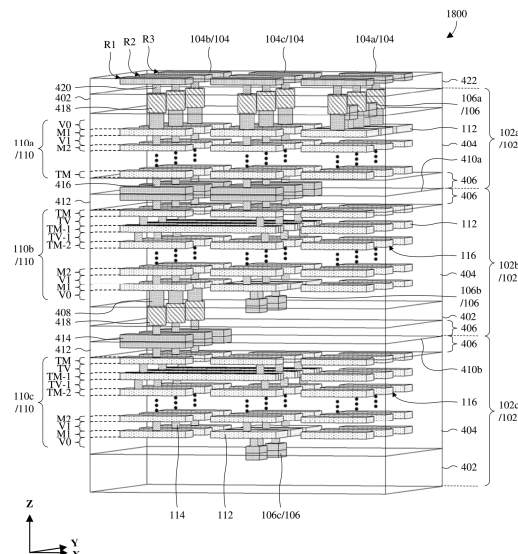 1800
R3
R2
R1
104b/104
104c/104
104a/104
420
402
418
422
106a
/106
102a
/102
110a
/110
V0
M1
V1
M2
TM
112
404
410a
416
412
406
406
110b
/110
TM
TV
TM-1
TV-1
TM-2
M2
V1
M1
V0
112
116
404
106b
/106
102b
/102
408
418
402
414
412
406
406
410b
110c
/110
TM
TV
TM-1
TV-1
TM-2
M2
V1
M1
V0
116
404
402
102c
/102
114
112
106c/106
Z
Y
X